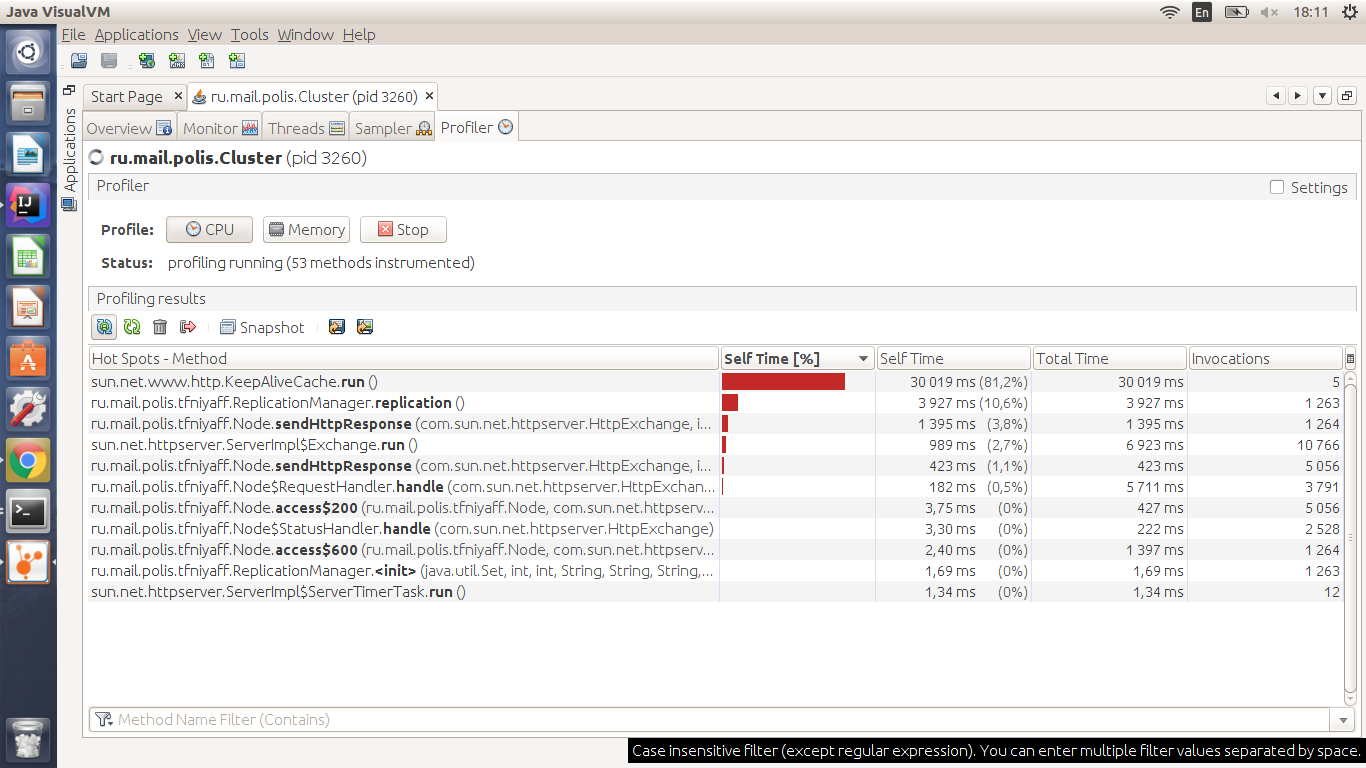 Java VisualVM
En
18:11
File Applications View Tools Window Help
Start Page × ru.mail.polis.Cluster (pid 3260) ×
Applications
Overview Monitor Threads Sampler Profiler
ru.mail.polis.Cluster (pid 3260)
Profiler
Settings
Profile: CPU Memory Stop
Status: profiling running (53 methods instrumented)
Profiling results
Snapshot
Hot Spots - Method Self Time [%] Self Time Total Time Invocations
sun.net.www.http.KeepAliveCache.run () 30 019 ms (81,2%) 30 019 ms 5
ru.mail.polis.tfniyaff.ReplicationManager.replication () 3 927 ms (10,6%) 3 927 ms 1 263
ru.mail.polis.tfniyaff.Node.sendHttpResponse (com.sun.net.httpserver.HttpExchange, i... 1 395 ms (3,8%) 1 395 ms 1 264
sun.net.httpserver.ServerImpl$Exchange.run () 989 ms (2,7%) 6 923 ms 10 766
ru.mail.polis.tfniyaff.Node.sendHttpResponse (com.sun.net.httpserver.HttpExchange, i... 423 ms (1,1%) 423 ms 5 056
ru.mail.polis.tfniyaff.Node$RequestHandler.handle (com.sun.net.httpserver.HttpExchan... 182 ms (0,5%) 5 711 ms 3 791
ru.mail.polis.tfniyaff.Node.access$200 (ru.mail.polis.tfniyaff.Node, com.sun.net.httpserv... 3,75 ms (0%) 427 ms 5 056
ru.mail.polis.tfniyaff.Node$StatusHandler.handle (com.sun.net.httpserver.HttpExchange) 3,30 ms (0%) 222 ms 2 528
ru.mail.polis.tfniyaff.Node.access$600 (ru.mail.polis.tfniyaff.Node, com.sun.net.httpserv... 2,40 ms (0%) 1 397 ms 1 264
ru.mail.polis.tfniyaff.ReplicationManager.<init> (java.util.Set, int, int, String, String, String,... 1,69 ms (0%) 1,69 ms 1 263
sun.net.httpserver.ServerImpl$ServerTimerTask.run () 1,34 ms (0%) 1,34 ms 12
Method Name Filter (Contains)
Case insensitive filter (except regular expression). You can enter multiple filter values separated by space.